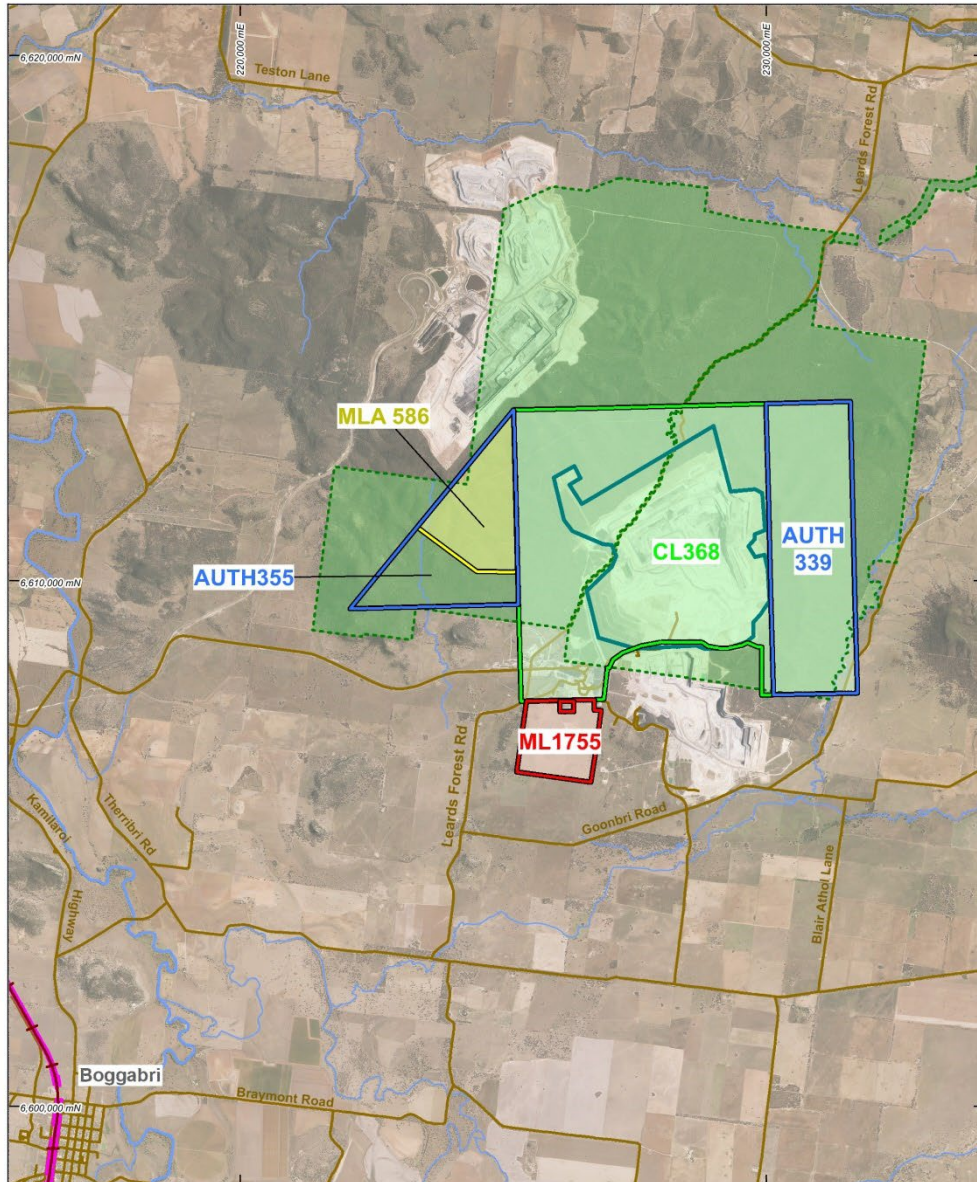 6,620,000 mN
220,000 mE
230,000 mE
Teston Lane
Leards Forest Rd
MLA 586
AUTH355
CL368
AUTH
339
6,610,000 mN
ML1755
Leards Forest Rd
Goonbri Road
Therribri Rd
Kamilaroi
Highway
Blair Athol Lane
Boggabri
Braymont Road
6,600,000 mN